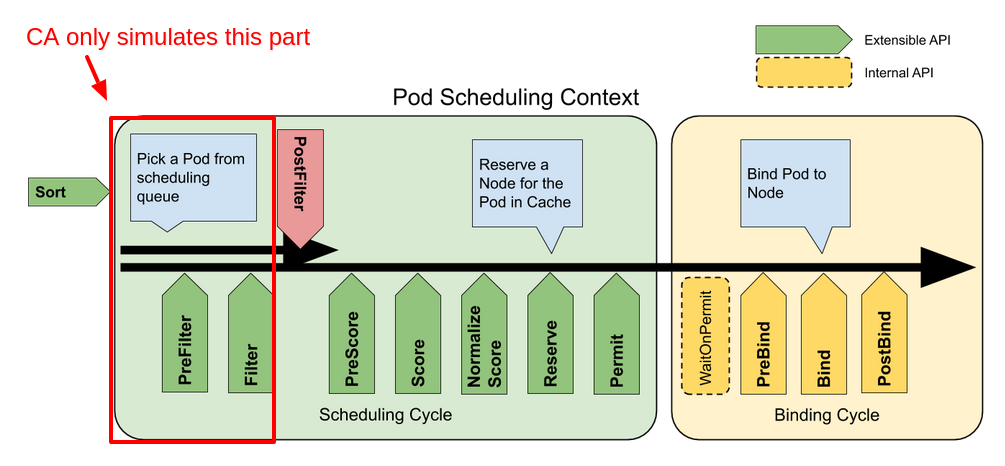 CA only simulates this part
Extensible API
Internal API
Pod Scheduling Context
Pick a Pod from
scheduling
queue
PostFilter
Reserve a
Node for the
Pod in Cache
Bind Pod to
Node
Sort
PreFilter
Filter
PreScore
Score
Normalize
Score
Reserve
Permit
WaitOnPermit
PreBind
Bind
PostBind
Scheduling Cycle
Binding Cycle